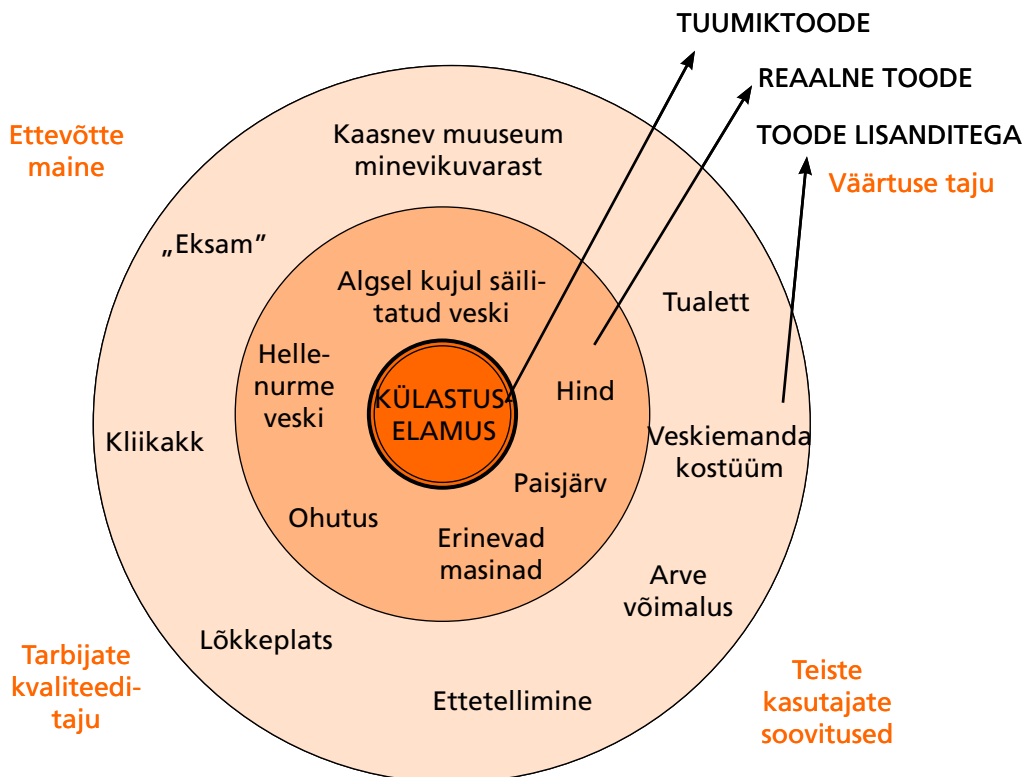 TUUMIKTOODE
REAALNE TOODE
TOODE LISANDITEGA
Väärtuse taju
Ettevõtte
maine
Kaasnev muuseum
minevikuvarast
„Eksam”
Algsel kujul säili-
tatud veski
Tualett
Helle-
nurme
veski
KÜLASTUS-
ELAMUS
Hind
Kliikakk
Veskiemanda
kostüüm
Paisjärv
Ohutus
Erinevad
masinad
Arve
võimalus
Lõkkeplats
Ettetellimine
Tarbijate
kvaliteedi-
taju
Teiste
kasutajate
soovitused